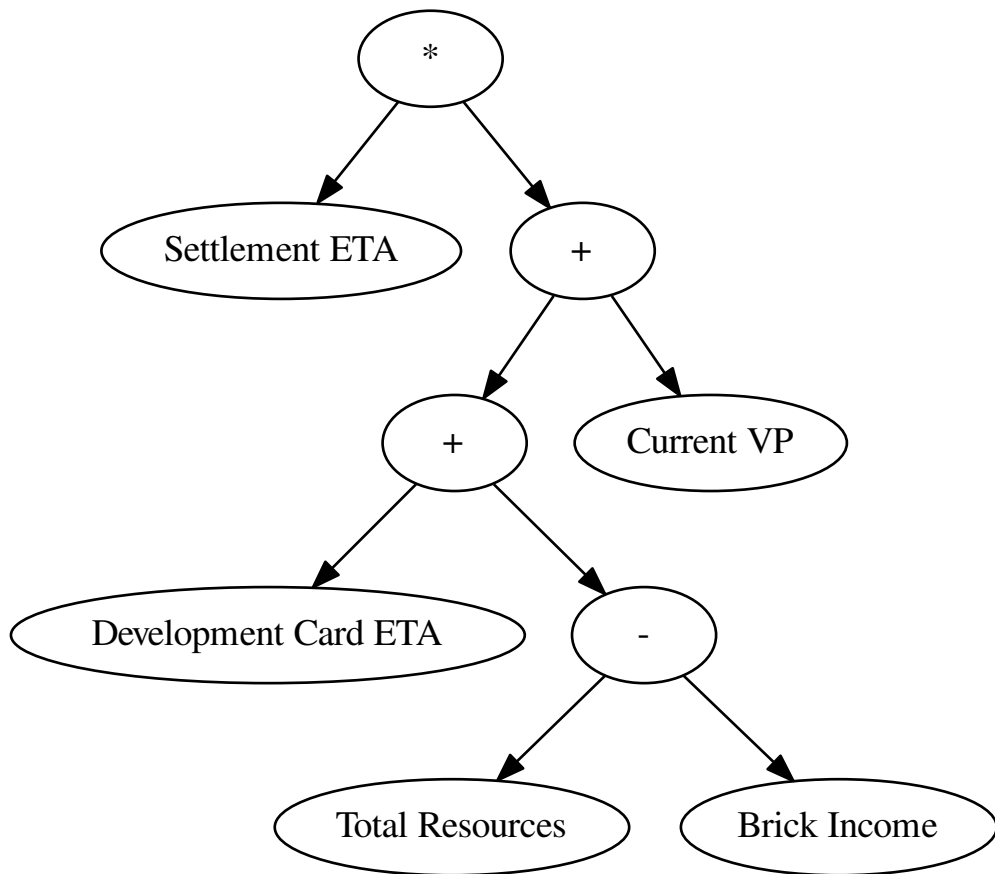 *
Settlement ETA
+
+
Current VP
Development Card ETA
-
Total Resources
Brick Income